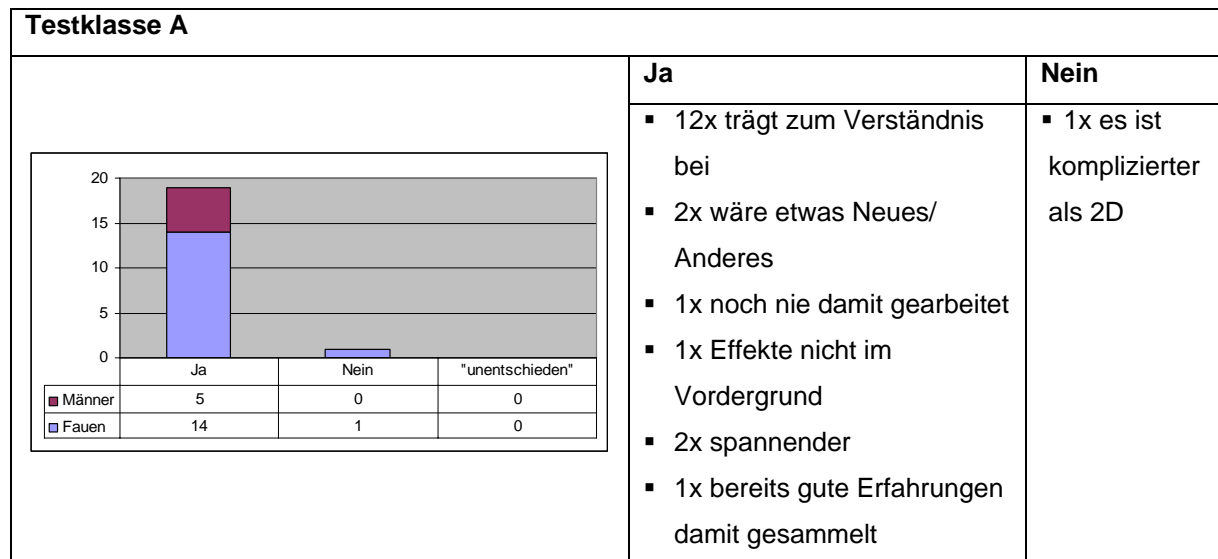 Testklasse A
Ja
Nein
20
15
10
5
0
Ja Nein "unentschieden"
Männer 5 0 0
Fauen 14 1 0
▪ 12x trägt zum Verständnis
bei
▪ 2x wäre etwas Neues/
Anderes
▪ 1x noch nie damit gearbeitet
▪ 1x Effekte nicht im
Vordergrund
▪ 2x spannender
▪ 1x bereits gute Erfahrungen
damit gesammelt
▪ 1x es ist
komplizierter
als 2D